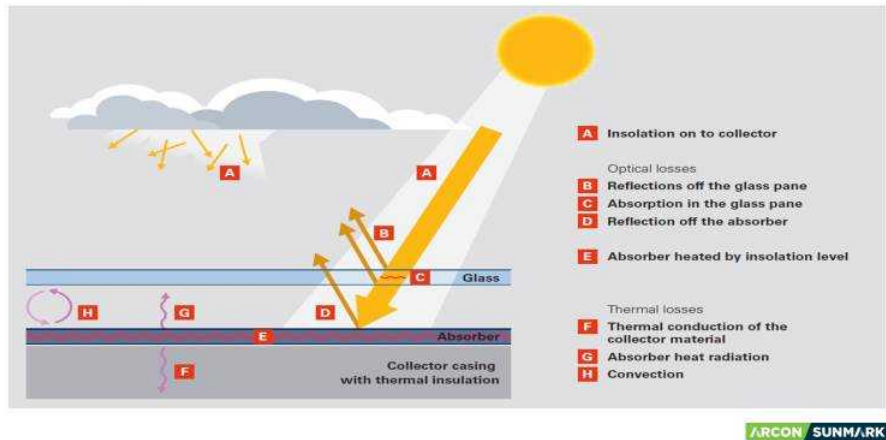 A Insolation on to collector
Optical losses
B Reflections off the glass pane
C Absorption in the glass pane
D Reflection off the absorber
E Absorber heated by insolation level
Thermal losses
F Thermal conduction of the
collector material
G Absorber heat radiation
H Convection
A
A
B
C
Glass
H
G
D
E
Absorber
F
Collector casing
with thermal insulation
ARCON SUNMARK